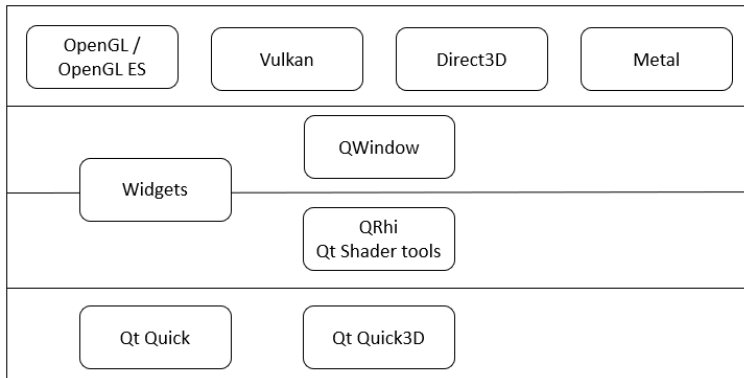 OpenGL /
OpenGL ES
Vulkan
Direct3D
Metal
QWindow
Widgets
QRhi
Qt Shader tools
Qt Quick
Qt Quick3D